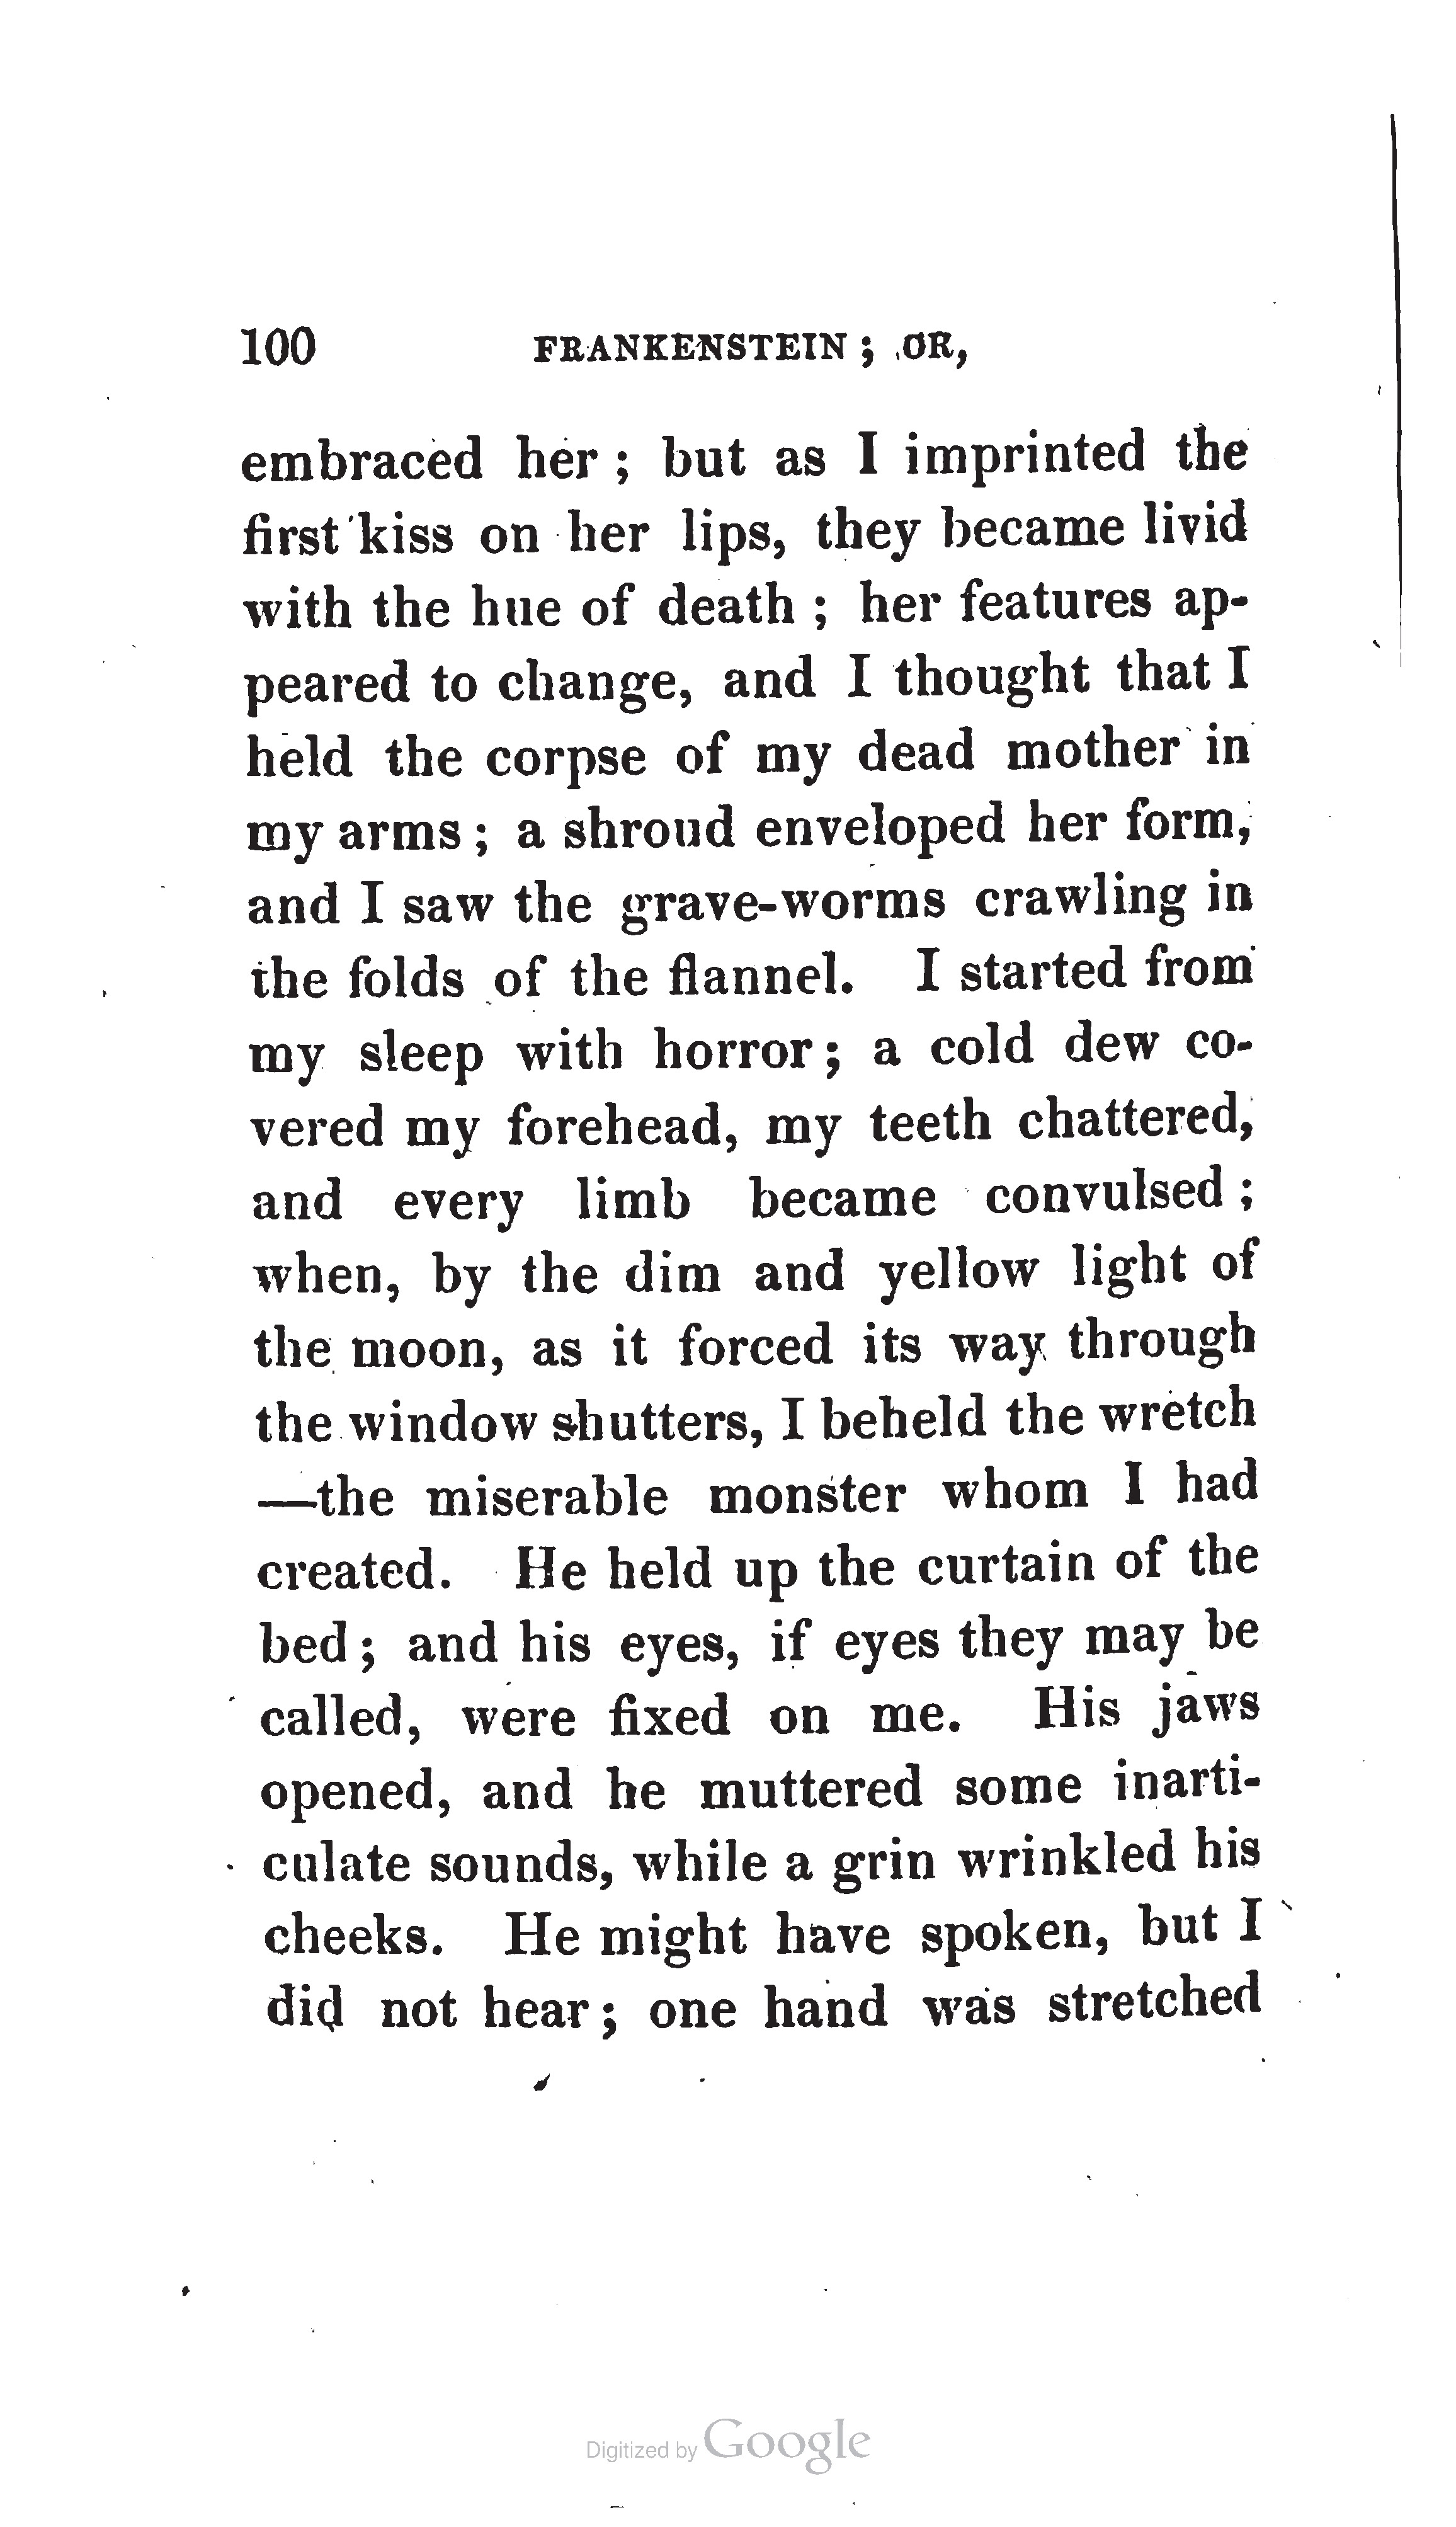 100 FRANKENSTEIN ; OR,
embraced her ; but as I imprinted the
first kiss on her lips, they became livid
with the hue of death ; her features ap-
peared to change, and I thought that I
held the corpse of my dead mother in
my arms ; a shroud enveloped her form,
and I saw the grave-worms crawling in
the folds of the flannel. I started from
my sleep with horror ; a cold dew co-
vered my forehead, my teeth chattered,
and every limb became convulsed ;
when, by the dim and yellow light of
the moon, as it forced its way through
the window shutters, I beheld the wretch
—the miserable monster whom I had
created. He held up the curtain of the
bed ; and his eyes, if eyes they may be
called, were fixed on me. His jaws
opened, and he muttered some inarti-
culate sounds, while a grin wrinkled his
cheeks. He might have spoken, but I
did not hear ; one hand was stretched
Digitized by Google